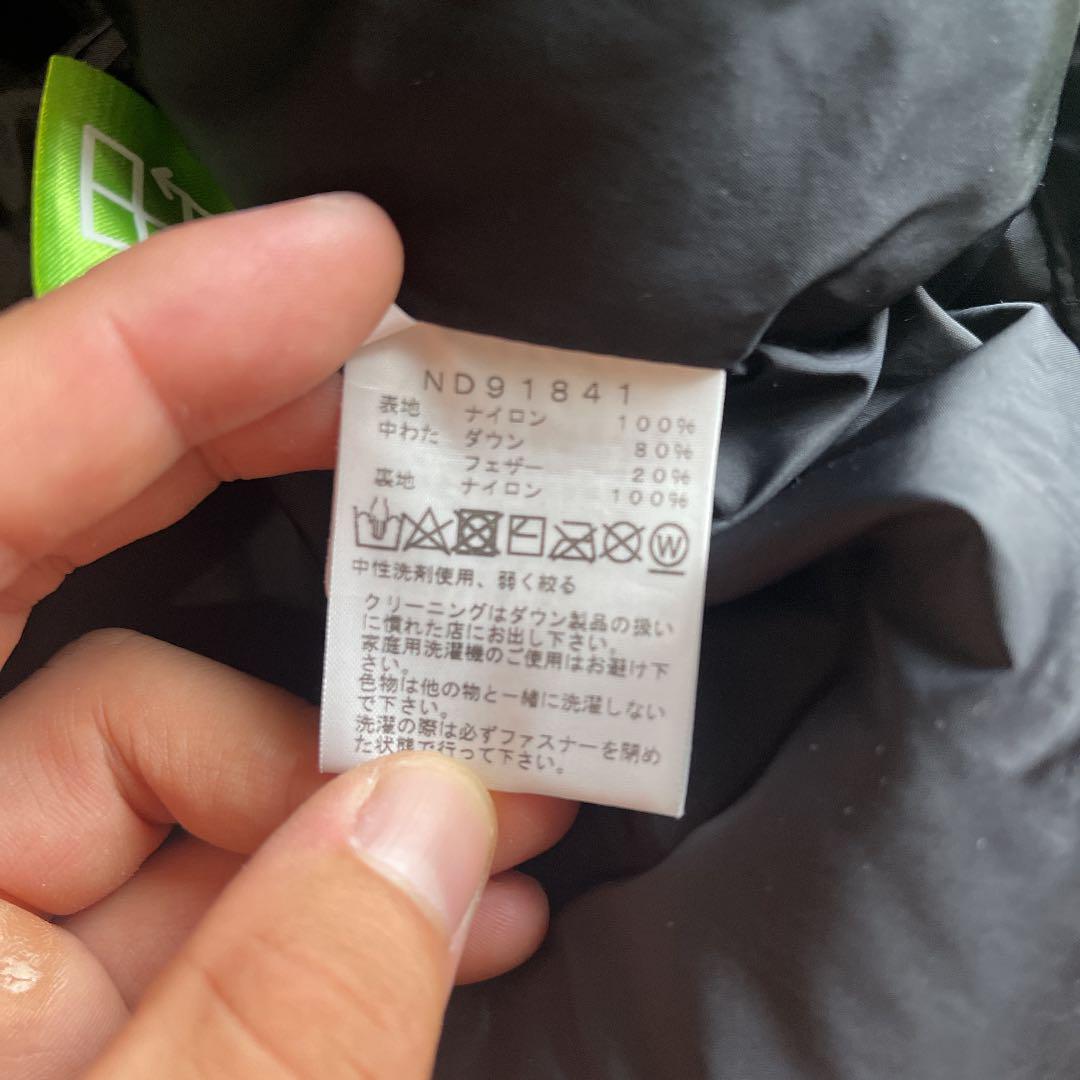 ND91841
表地 ナイロン 100%
中わた ダウン 80%
フェザー 20%
裏地 ナイロン 100%
W
中性洗剤使用、弱く絞る
クリーニングはダウン製品の扱い
に慣れた店にお出し下さい。
家庭用洗濯機のご使用はお避け下
さい。
色物は他の物と一緒に洗濯しない
で下さい。
洗濯の際は必ずファスナーを閉め
た状態で行って下さい。